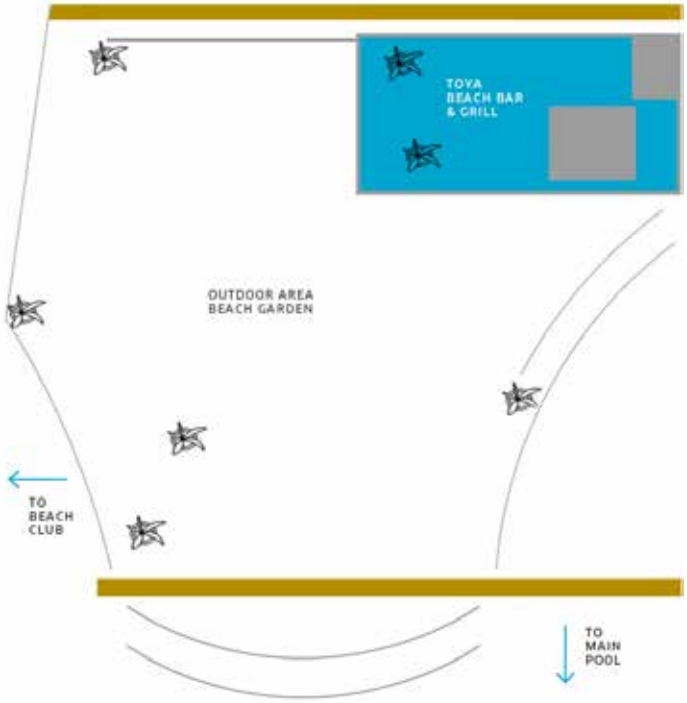 TOYA
BEACH BAR
& GRILL
OUTDOOR AREA
BEACH GARDEN
TO
BEACH
CLUB
TO
MAIN
POOL